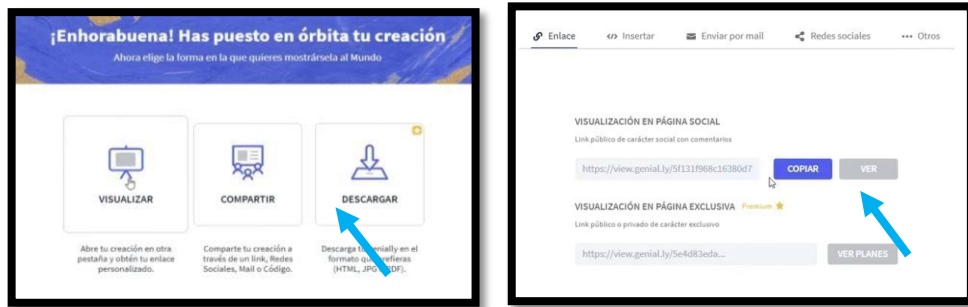 ¡Enhorabuena! Has puesto en órbita tu creación
Ahora elige la forma en la que quieres mostrársela al Mundo
VISUALIZAR
Abre tu creación en otra
pestaña y obtén tu enlace
personalizado.
COMPARTIR
Comparte tu creación a
través de un link, Redes
Sociales, Mail o Código.
DESCARGAR
Descarga tu genially en el
formato que prefieras
(HTML, JPG, PDF).
Enlace
Insertar
Enviar por mail
Redes sociales
Otros
VISUALIZACIÓN EN PÁGINA SOCIAL
Link público de carácter social con comentarios
https://view.genial.ly/5f131f968c16380d7
COPIAR
VER
VISUALIZACIÓN EN PÁGINA EXCLUSIVA Premium
Link público o privado de carácter exclusivo
https://view.genial.ly/5e4d83eda...
VER PLANES